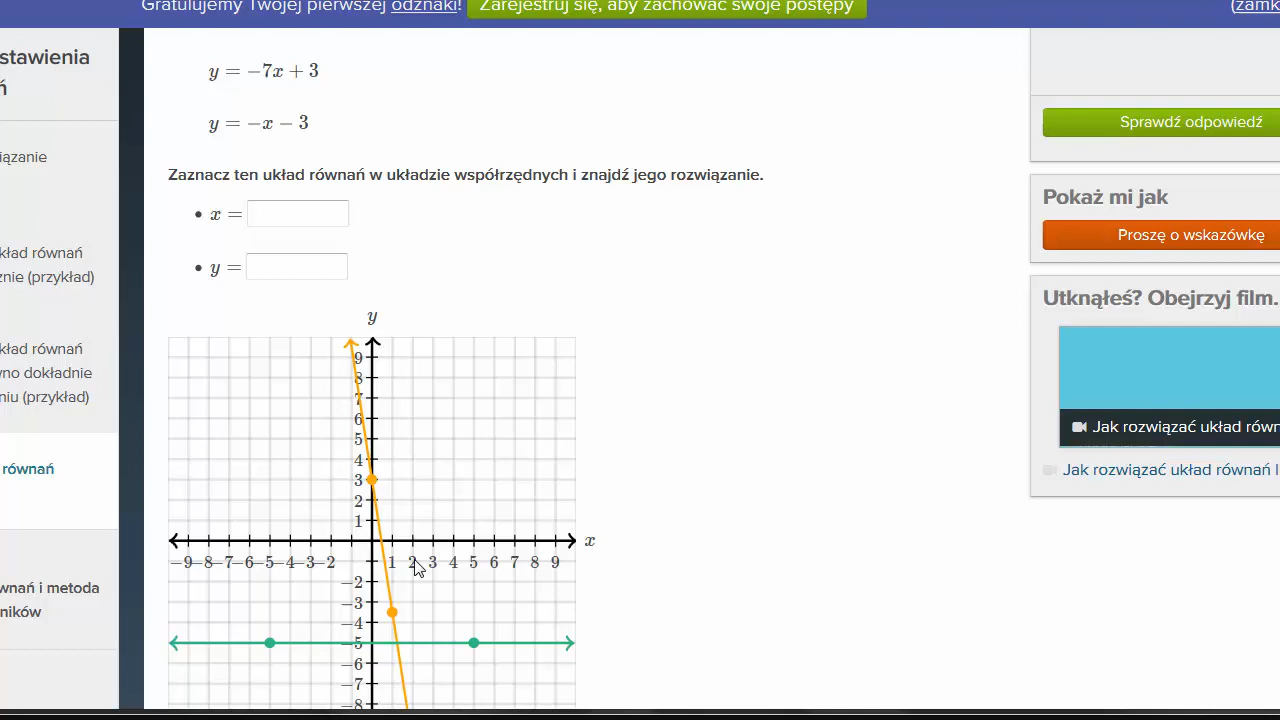 Gratulujemy Twojej pierwszej odznaki! Zarejestruj się, aby zachować swoje postępy (zamk
stawienia
ń
iązanie
kład równań
znie (przykład)
kład równań
wno dokładnie
niu (przykład)
równań
wnań i metoda
ników
y = −7x + 3
y = −x − 3
Zaznacz ten układ równań w układzie współrzędnych i znajdź jego rozwiązanie.
• x =
• y =
y
9
8
7
6
5
4
3
2
1
x
−9 −8 −7 −6 −5 −4 −3 −2 1 2 3 4 5 6 7 8 9
−2
−3
−4
−5
−6
−7
−8
Sprawdź odpowiedź
Pokaż mi jak
Proszę o wskazówkę
Utknąłeś? Obejrzyj film.
Jak rozwiązać układ równ
Jak rozwiązać układ równań I